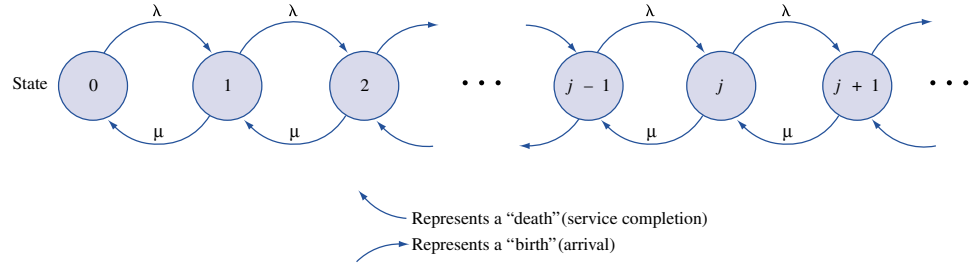 λ λ λ λ
State 0 1 2 • • • j – 1 j j + 1 • • •
μ μ μ μ
Represents a “death”(service completion)
Represents a “birth”(arrival)